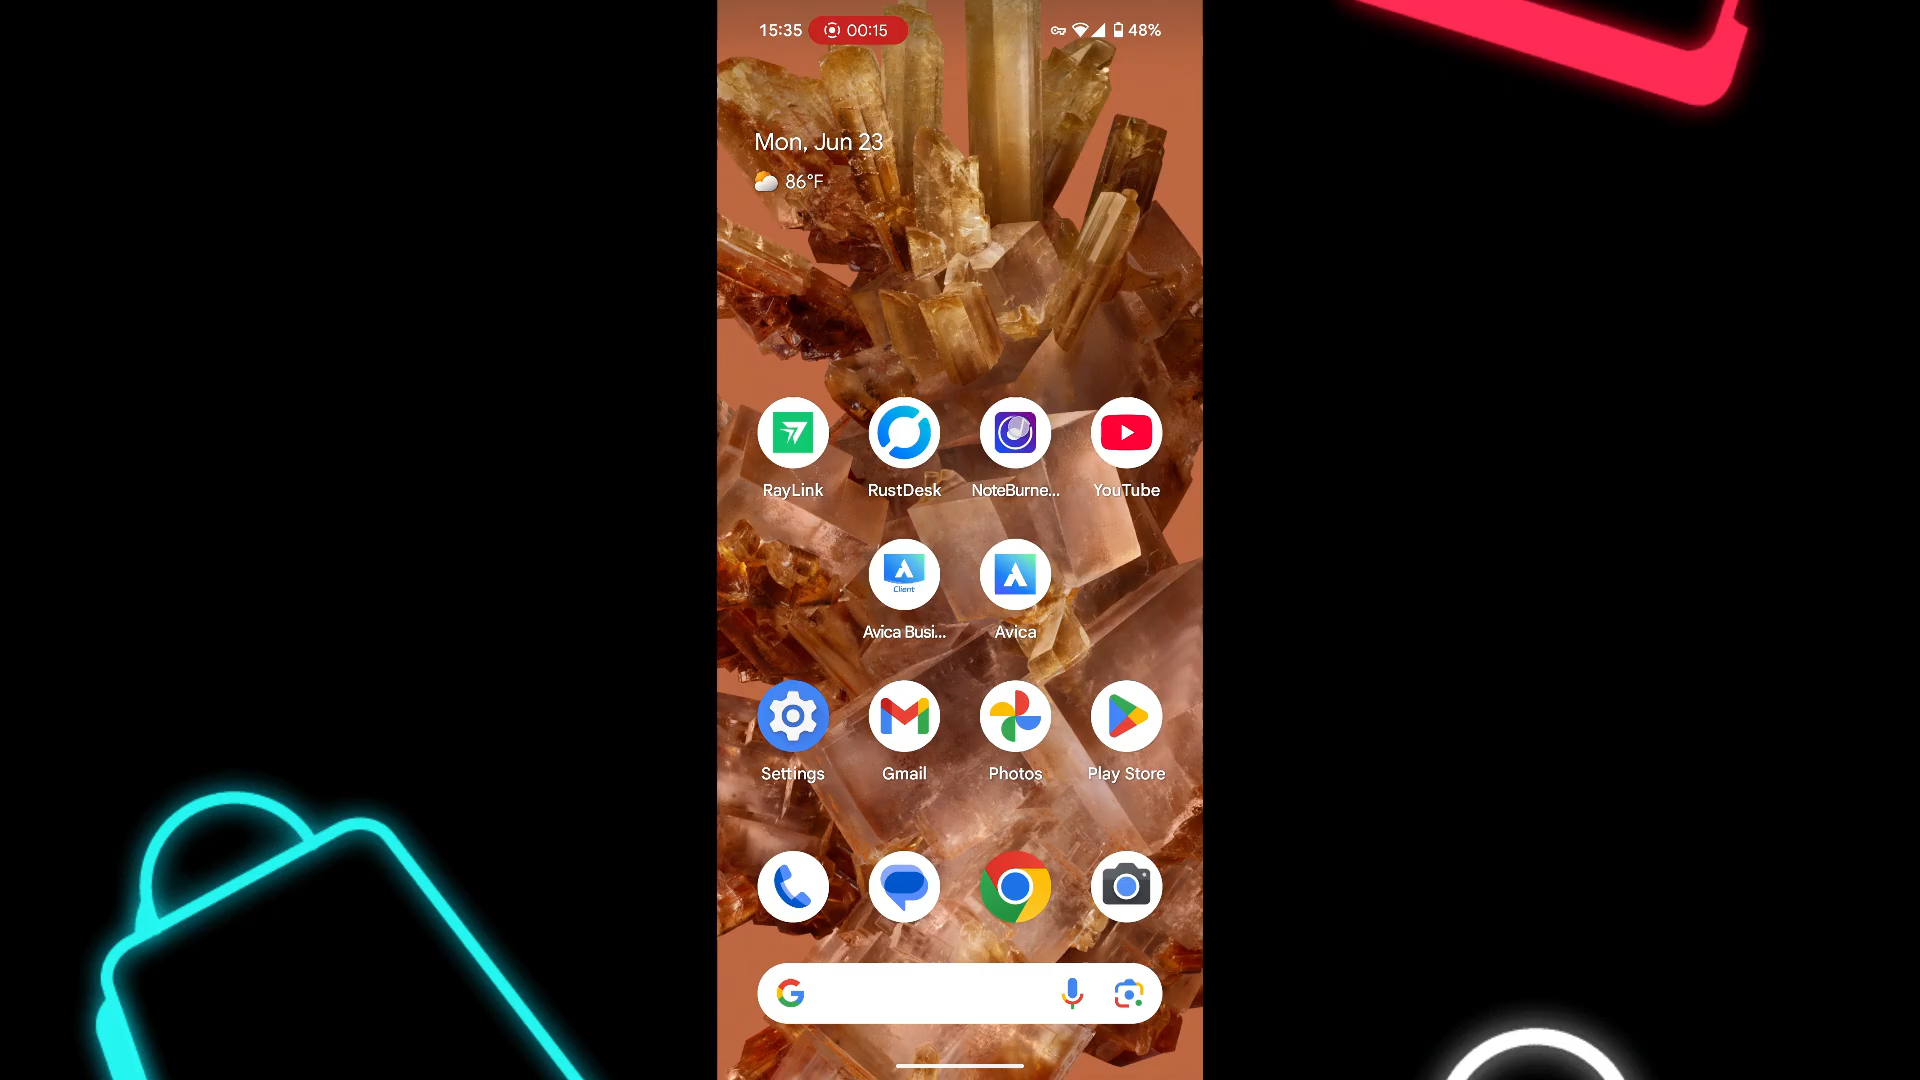 15:35 00:15 48%
Mon, Jun 23
86°F
RayLink RustDesk NoteBurne... YouTube
Client
Avica Busi... Avica
Settings Gmail Photos Play Store